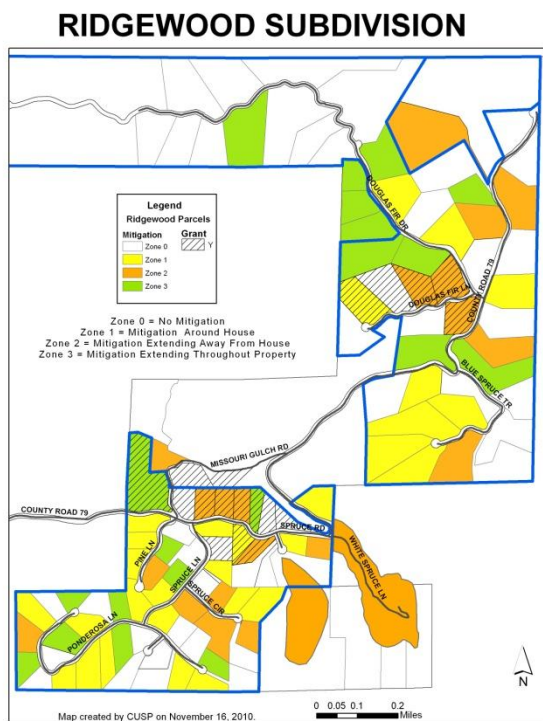 RIDGEWOOD SUBDIVISION
DOUGLAS FIR DR
Legend
Ridgewood Parcels
Mitigation
Grant
Zone 0
Y
Zone 1
Zone 2
Zone 3
DOUGLAS FIR LN
COUNTY ROAD 79
Zone 0 = No Mitigation
Zone 1 = Mitigation Around House
Zone 2 = Mitigation Extending Away From House
Zone 3 = Mitigation Extending Throughout Property
BLUE SPRUCE TR
MISSOURI GULCH RD
COUNTY ROAD 79
SPRUCE RD
WHITE SPRUCE LN
PINE LN
SPRUCE LN
SPRUCE CIR
PONDEROSA LN
N
0 0.05 0.1 0.2
Miles
Map created by CUSP on November 16, 2010.